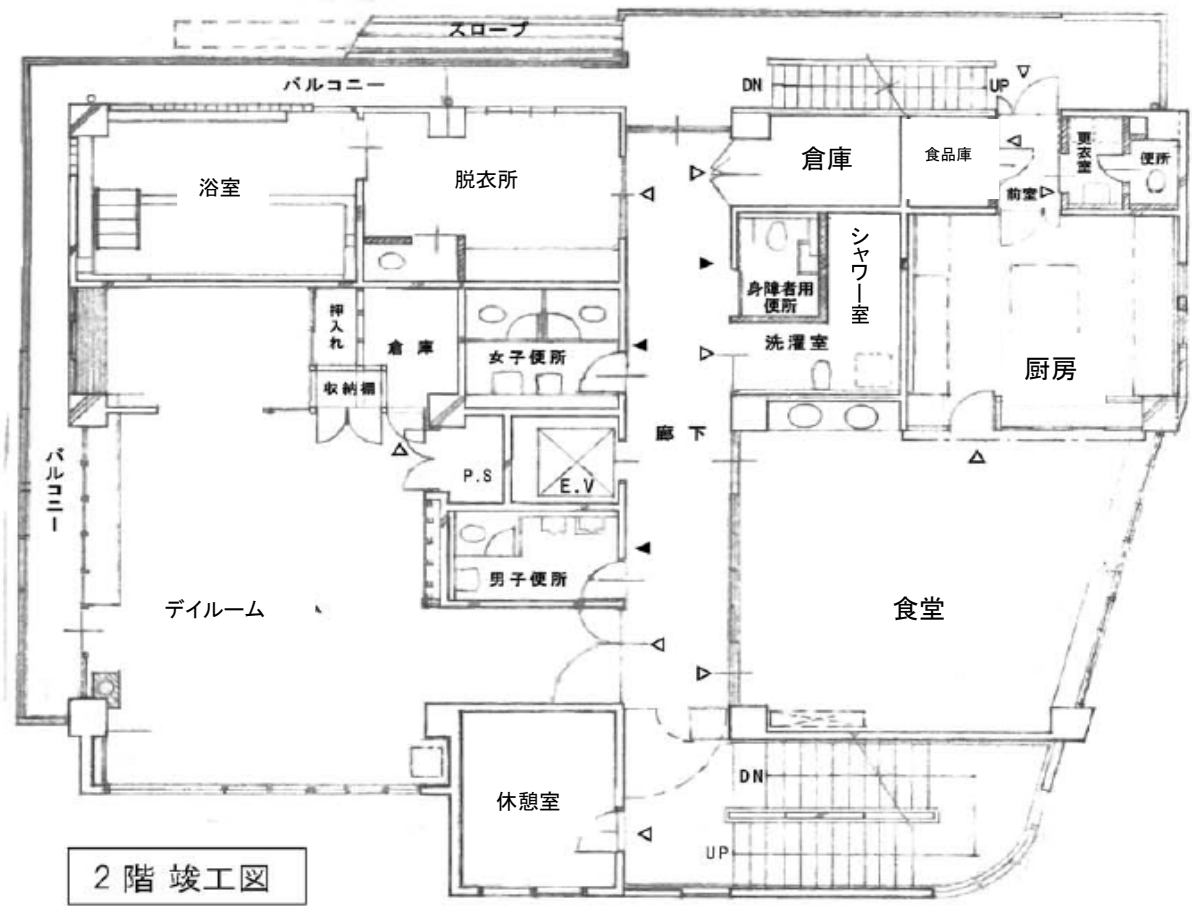 スロープ
バルコニー
DN
UP
倉庫
食品庫
更衣室
便所
前室
浴室
脱衣所
シャワー室
身障者用
便所
押入れ
倉庫
女子便所
洗濯室
厨房
収納棚
廊下
バルコニー
P.S
E.V
男子便所
デイルーム
食堂
DN
休憩室
UP
2階 竣工図